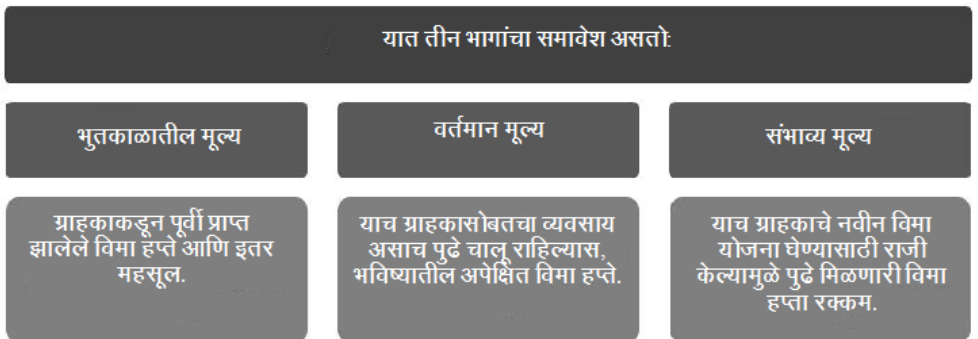 यात तीन भागांचा समावेश असतो:
भुतकाळातील मूल्य
वर्तमान मूल्य
संभाव्य मूल्य
ग्राहकाकडून पूर्वी प्राप्त
झालेले विमा हप्ते आणि इतर
महसूल.
याच ग्राहकासोबतचा व्यवसाय
असाच पुढे चालू राहिल्यास,
भविष्यातील अपेक्षित विमा हप्ते.
याच ग्राहकाचे नवीन विमा
योजना घेण्यासाटी राजी
केल्यामुळे पुढे मिळणारी विमा
हप्ता रक्कम.